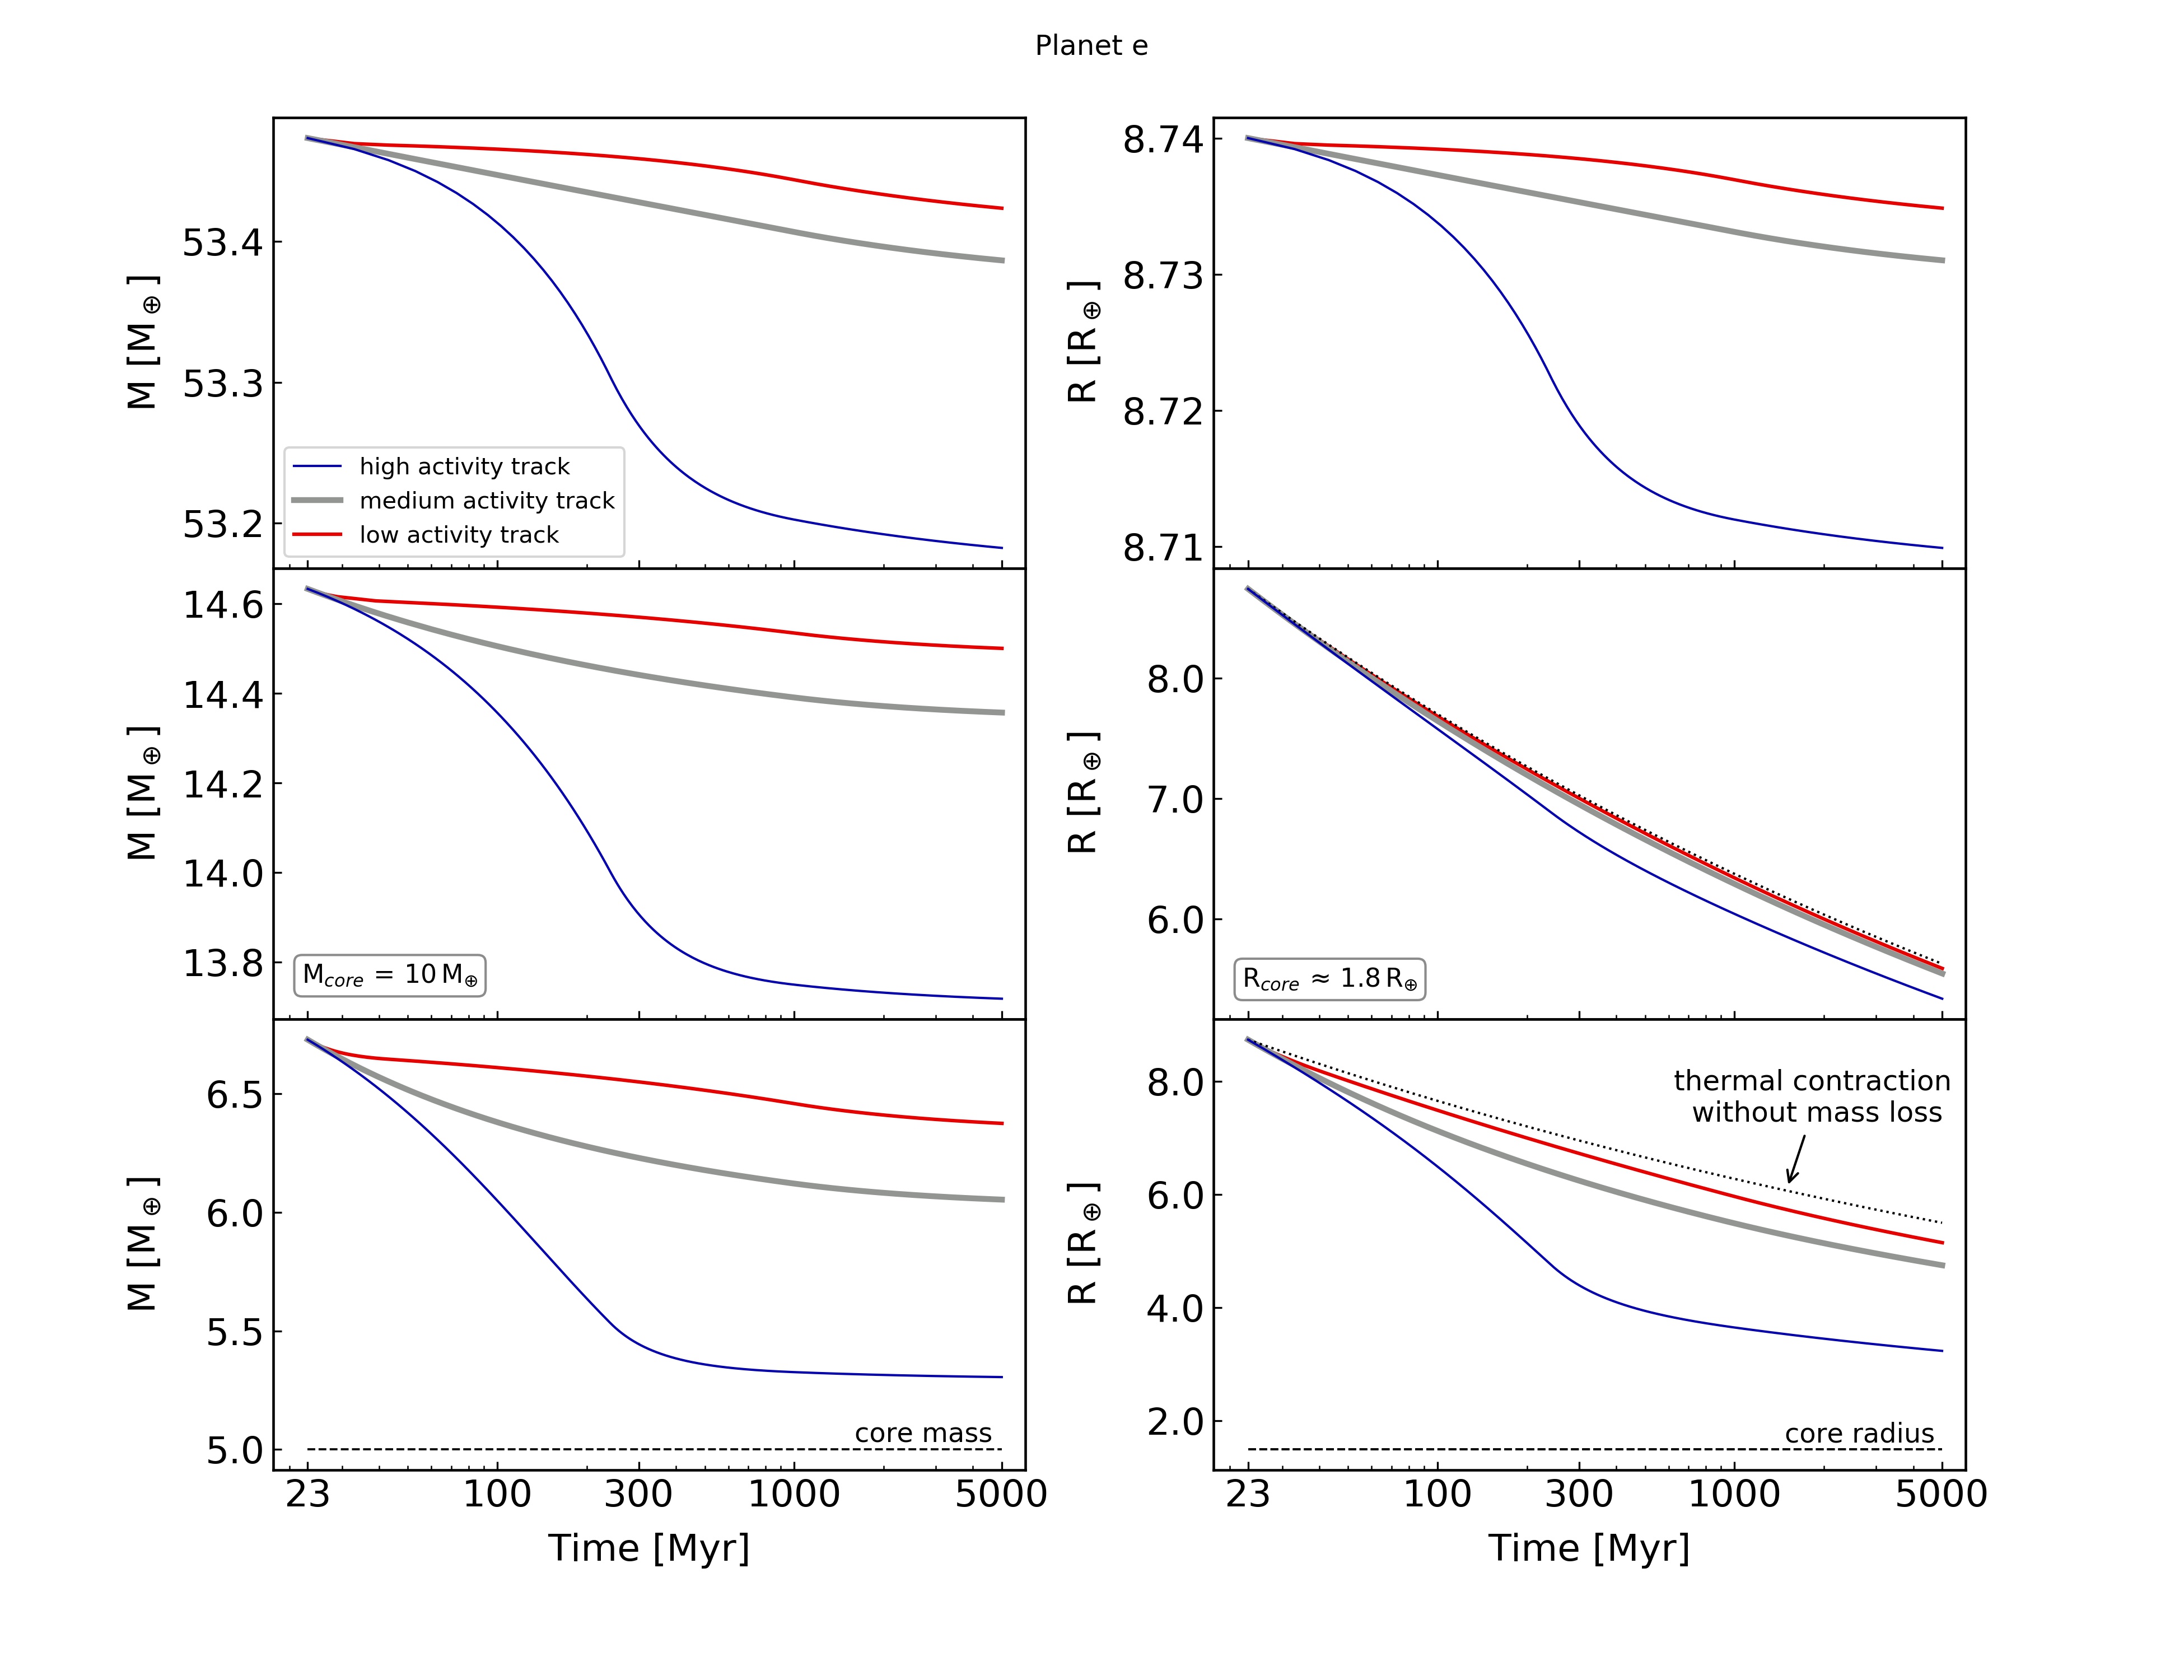 Planet e
M [M⊕]
53.4
53.3
53.2
high activity track
medium activity track
low activity track
R [R⊕]
8.74
8.73
8.72
8.71
M [M⊕]
14.6
14.4
14.2
14.0
13.8
Mcore = 10 M⊕
R [R⊕]
8.0
7.0
6.0
Rcore ≈ 1.8 R⊕
M [M⊕]
6.5
6.0
5.5
5.0
core mass
23 100 300 1000 5000
Time [Myr]
R [R⊕]
8.0
6.0
4.0
2.0
thermal contraction
without mass loss
core radius
23 100 300 1000 5000
Time [Myr]